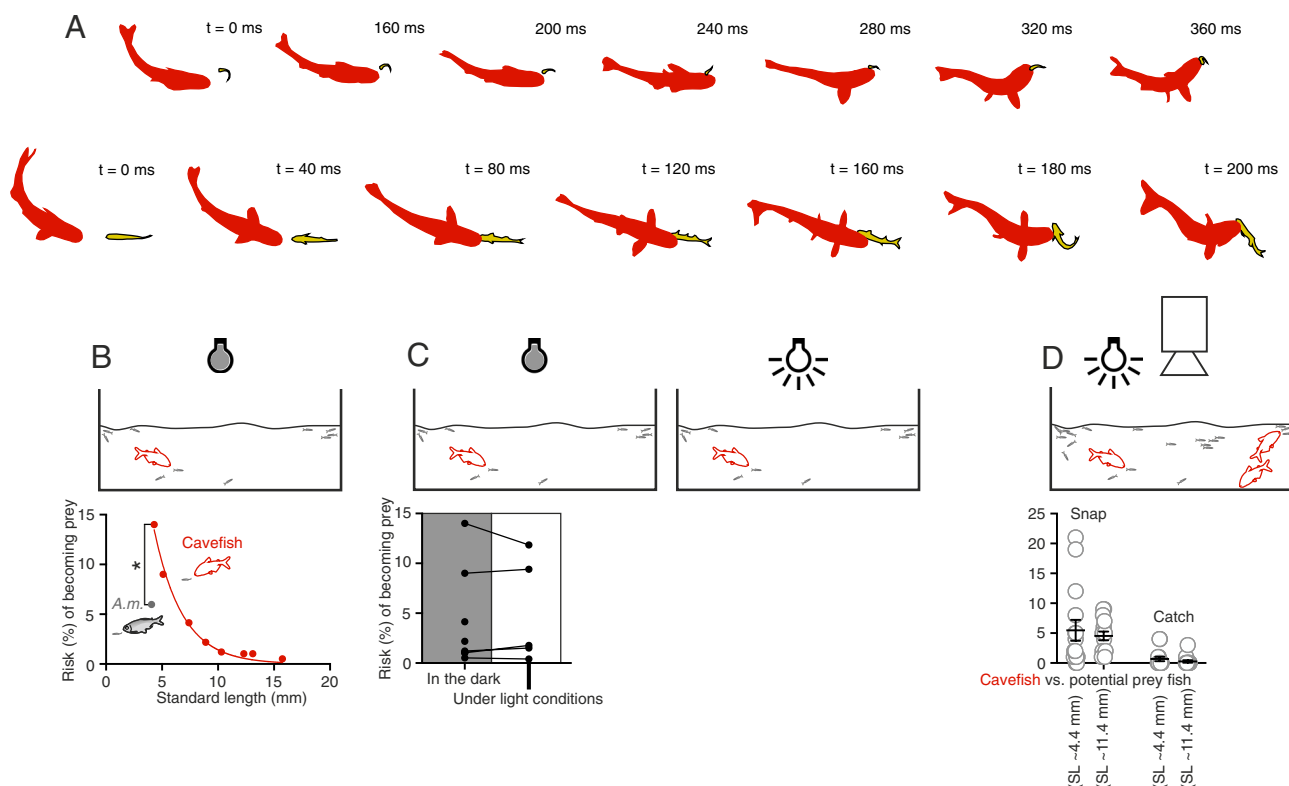 A
t = 0 ms
160 ms
200 ms
240 ms
280 ms
320 ms
360 ms
t = 0 ms
t = 40 ms
t = 80 ms
t = 120 ms
t = 160 ms
t = 180 ms
t = 200 ms
B
Risk (%) of becoming prey
15
10
5
0
Cavefish
*
A.m.
0
5
10
15
20
Standard length (mm)
C
Risk (%) of becoming prey
15
10
5
0
In the dark
Under light conditions
D
25
20
15
10
5
0
Snap
Catch
Cavefish vs. potential prey fish
(SL ~4.4 mm)
(SL ~11.4 mm)
(SL ~4.4 mm)
(SL ~11.4 mm)